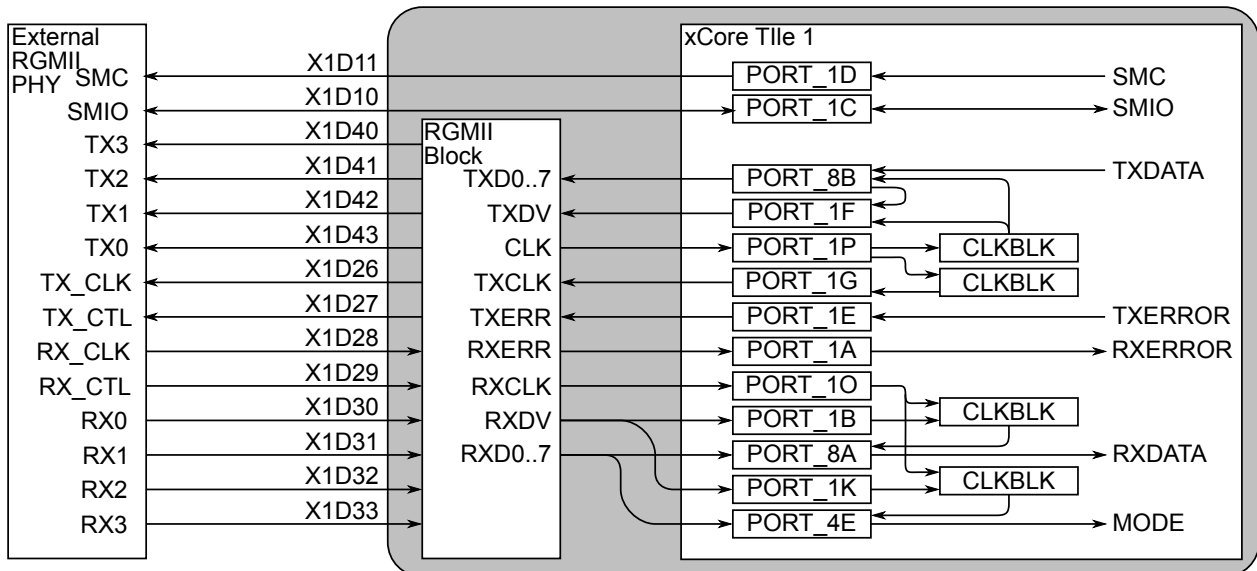 External
RGMII
PHY
SMC
SMIO
TX3
TX2
TX1
TX0
TX_CLK
TX_CTL
RX_CLK
RX_CTL
RX0
RX1
RX2
RX3
X1D11
X1D10
X1D40
X1D41
X1D42
X1D43
X1D26
X1D27
X1D28
X1D29
X1D30
X1D31
X1D32
X1D33
RGMII
Block
TXD0..7
TXDV
CLK
TXCLK
TXERR
RXERR
RXCLK
RXDV
RXD0..7
xCore TIle 1
PORT_1D
PORT_1C
PORT_8B
PORT_1F
PORT_1P
PORT_1G
PORT_1E
PORT_1A
PORT_1O
PORT_1B
PORT_8A
PORT_1K
PORT_4E
CLKBLK
CLKBLK
CLKBLK
CLKBLK
SMC
SMIO
TXDATA
TXERROR
RXERROR
RXDATA
MODE